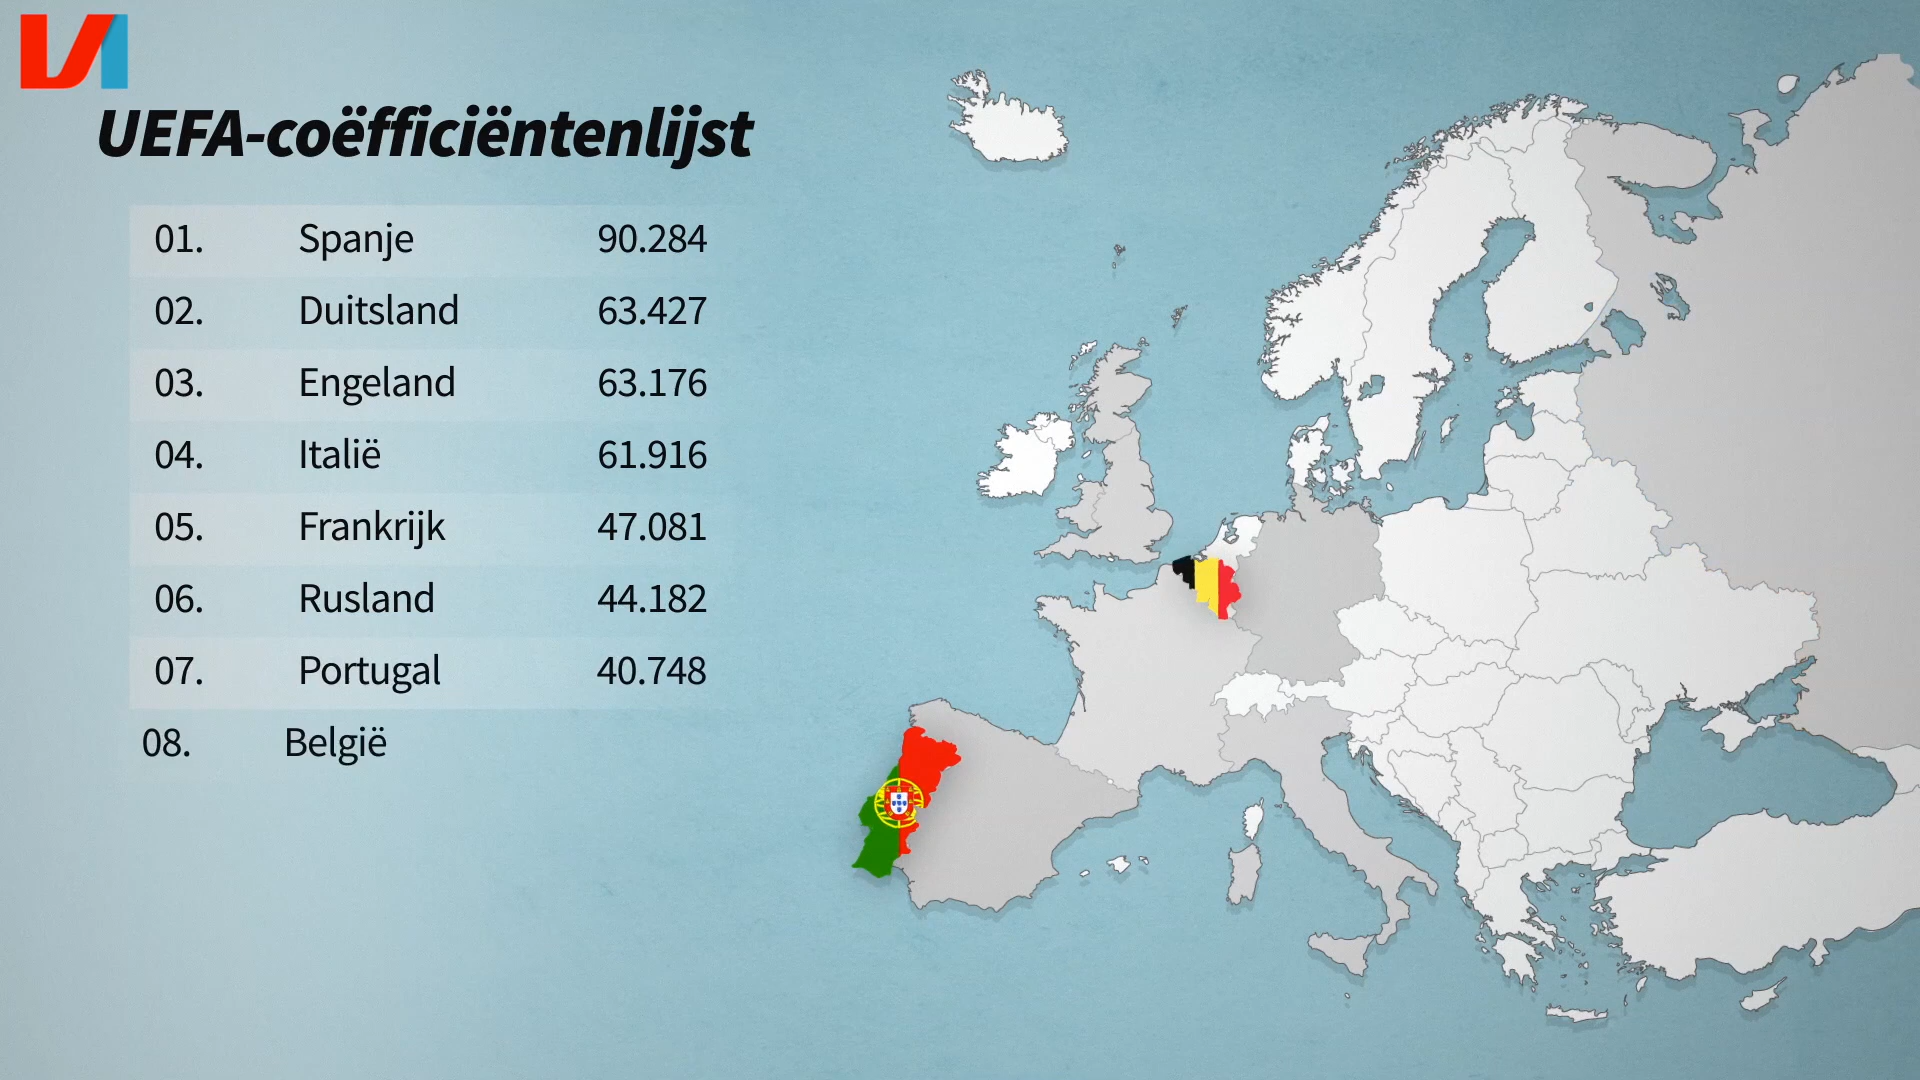 VI
UEFA-coëfficiëntenlijst
01. Spanje 90.284
02. Duitsland 63.427
03. Engeland 63.176
04. Italië 61.916
05. Frankrijk 47.081
06. Rusland 44.182
07. Portugal 40.748
08. België